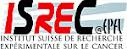 ISREC@EPFL
INSTITUT SUISSE DE RECHERCHE
EXPÉRIMENTALE SUR LE CANCER